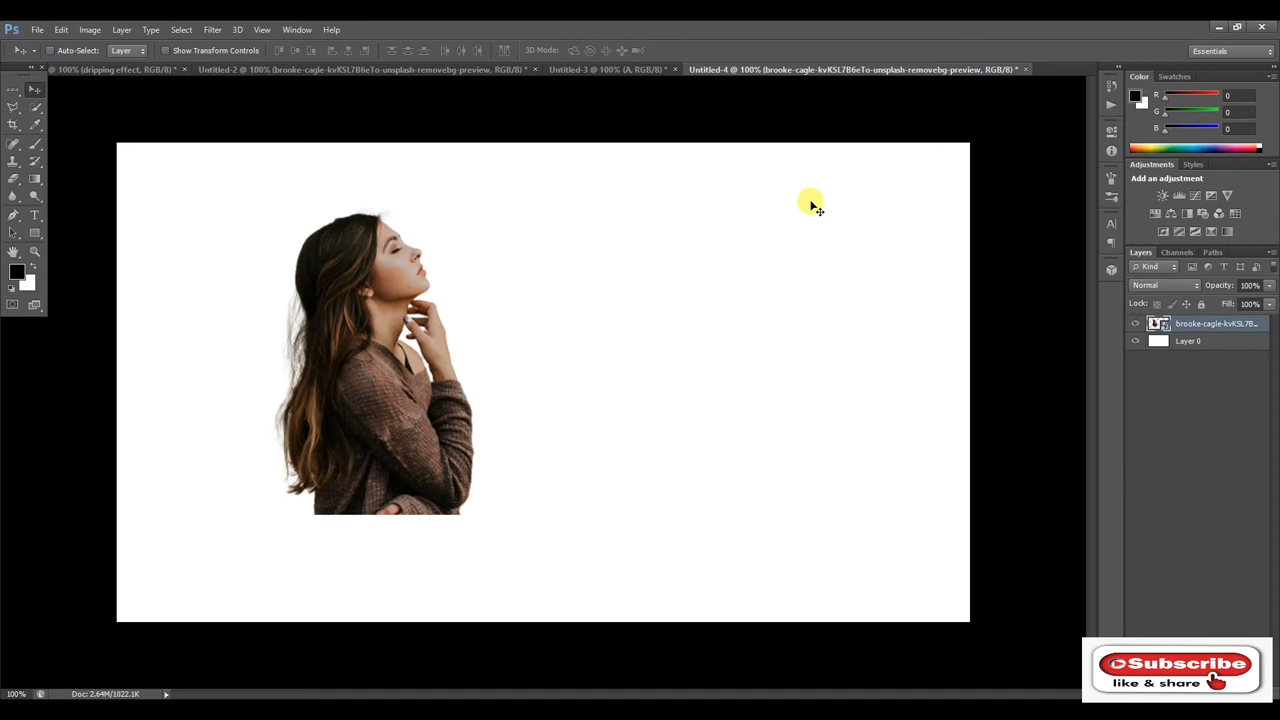 Ps File Edit Image Layer Type Select Filter 3D View Window Help
Auto-Select: Layer Show Transform Controls 3D Mode: Essentials
@ 100% (dripping effect, RGB/8) * × Untitled-2 @ 100% (brooke-cagle-kvKSL7B6eTo-unsplash-removebg-preview, RGB/8) * × Untitled-3 @ 100% (A, RGB/8) * × Untitled-4 @ 100% (brooke-cagle-kvKSL7B6eTo-unsplash-removebg-preview, RGB/8) * ×
Color Swatches
R 0
G 0
B 0
Adjustments Styles
Add an adjustment
Layers Channels Paths
Kind
Normal Opacity: 100%
Lock: Fill: 100%
brooke-cagle-kvKSL7B...
Layer 0
Subscribe
like & share
100% Doc: 2.64M/1022.1K